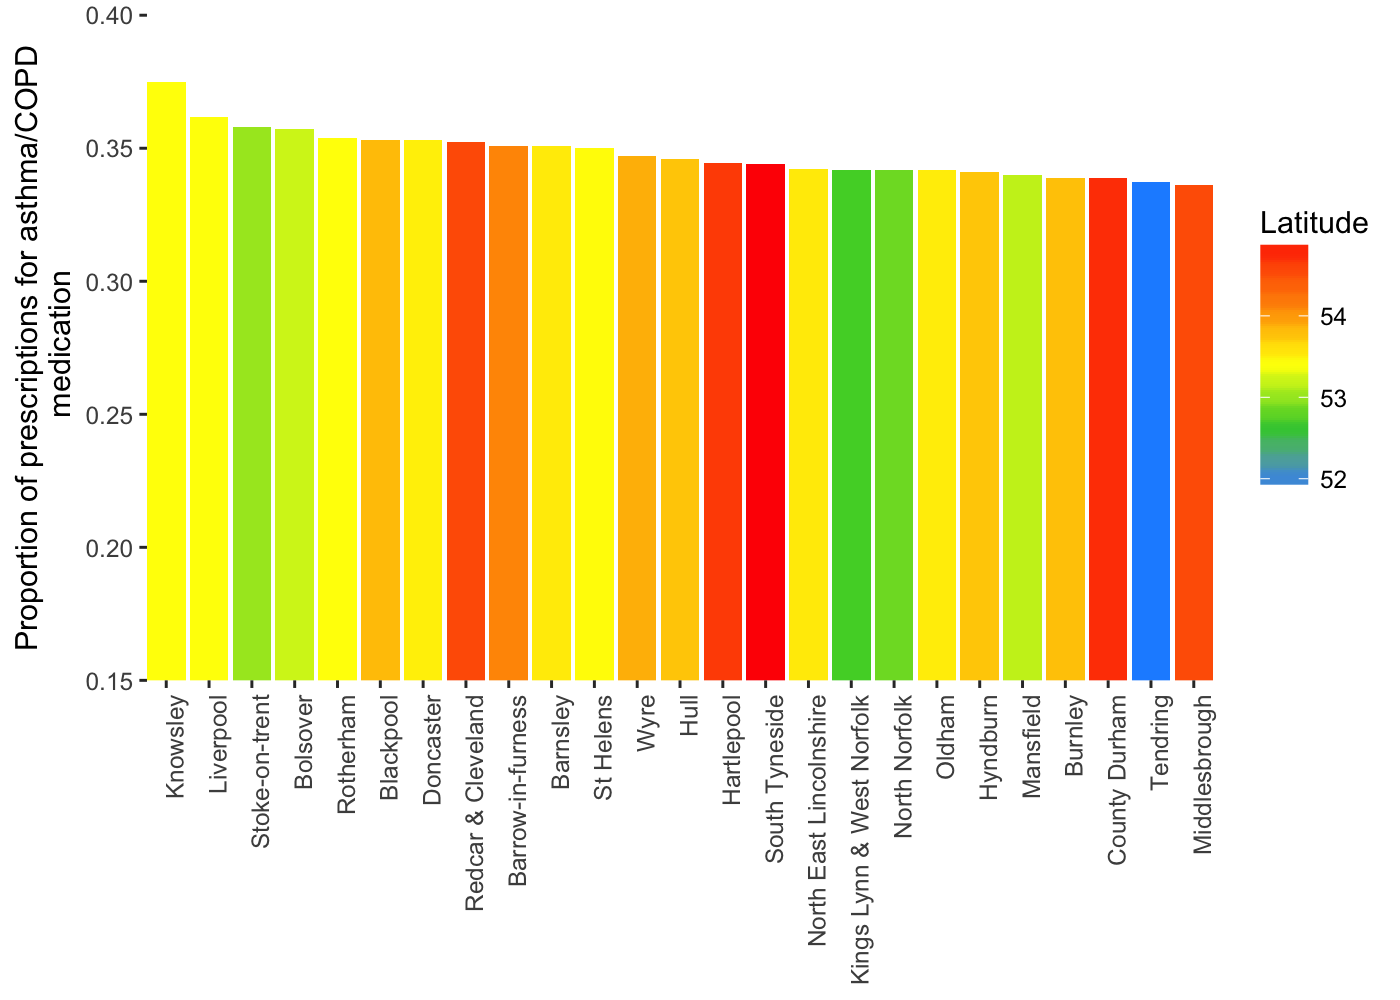 Proportion of prescriptions for asthma/COPD
medication
0.40
0.35
0.30
0.25
0.20
0.15
Knowsley
Liverpool
Stoke-on-trent
Bolsover
Rotherham
Blackpool
Doncaster
Redcar & Cleveland
Barrow-in-furness
Barnsley
St Helens
Wyre
Hull
Hartlepool
South Tyneside
North East Lincolnshire
Kings Lynn & West Norfolk
North Norfolk
Oldham
Hyndburn
Mansfield
Burnley
County Durham
Tendring
Middlesbrough
Latitude
54
53
52